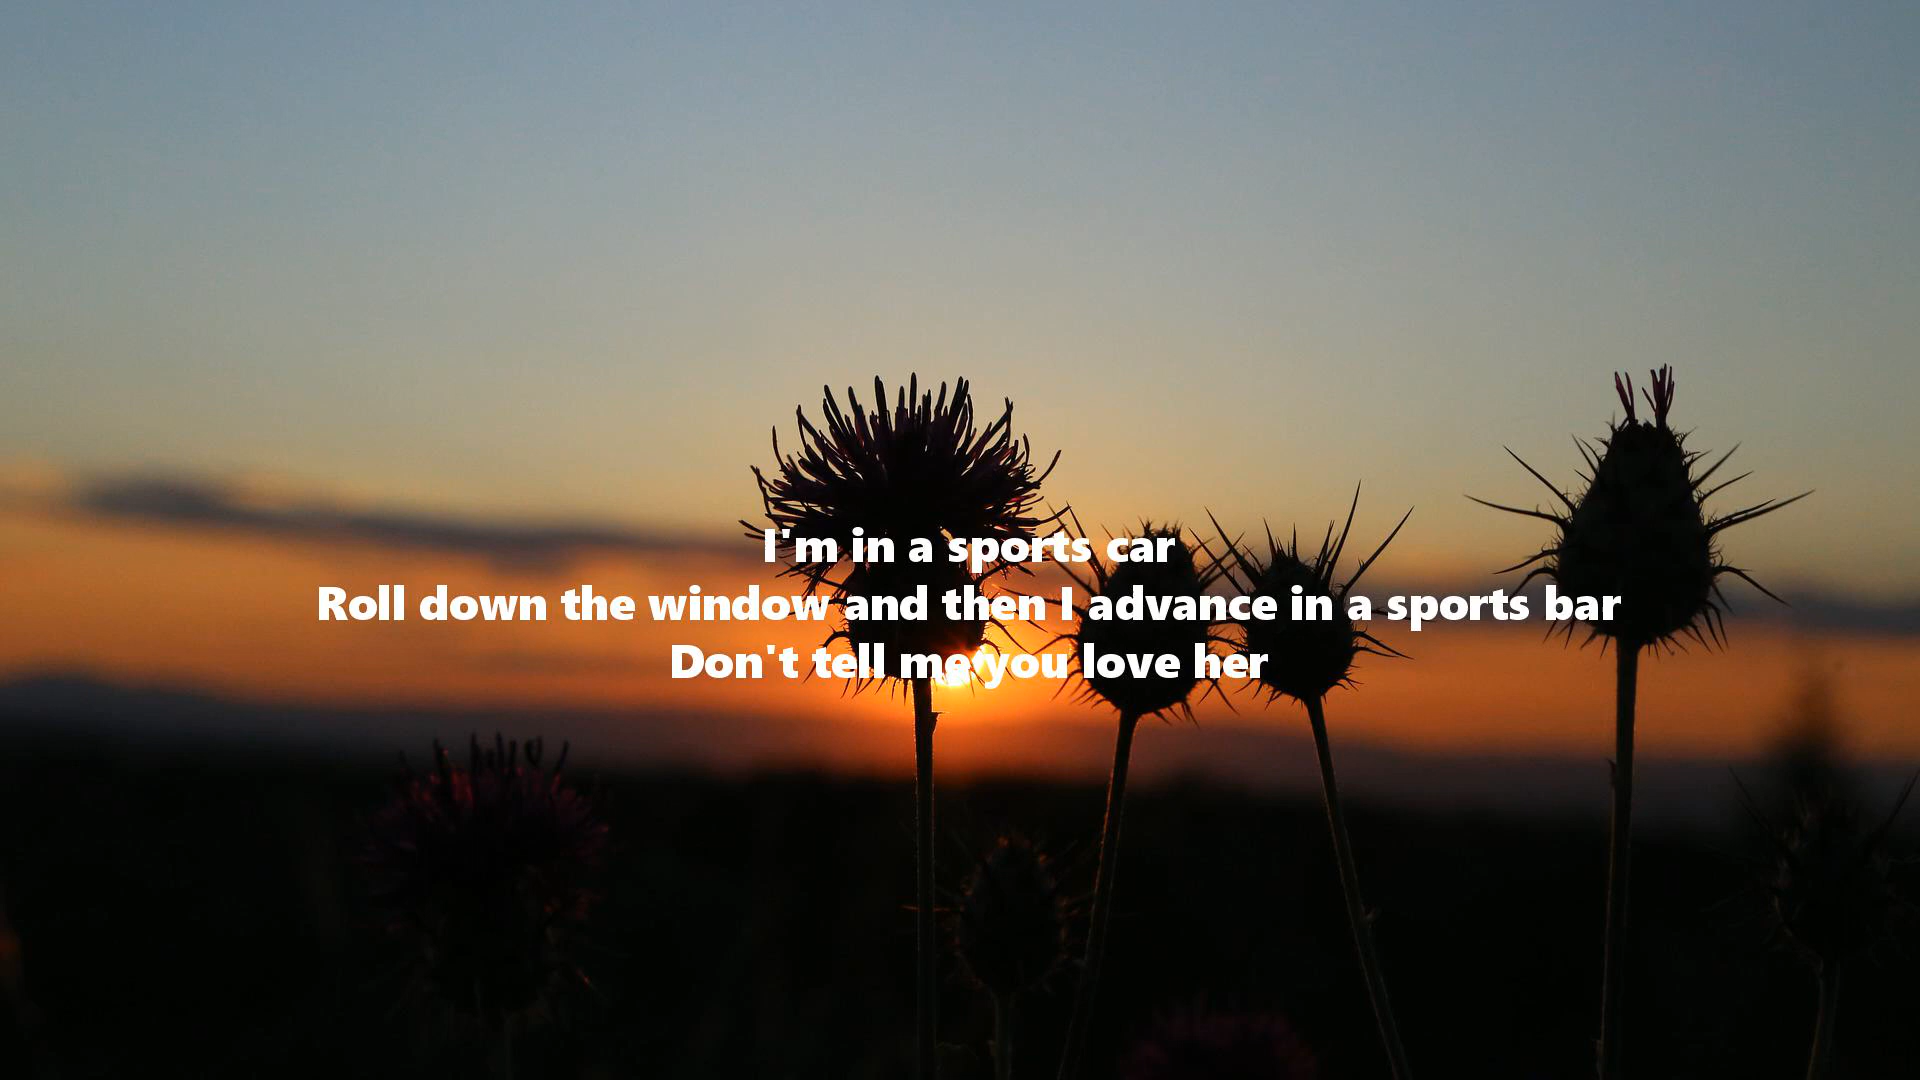 I'm in a sports car
Roll down the window and then I advance in a sports bar
Don't tell me you love her